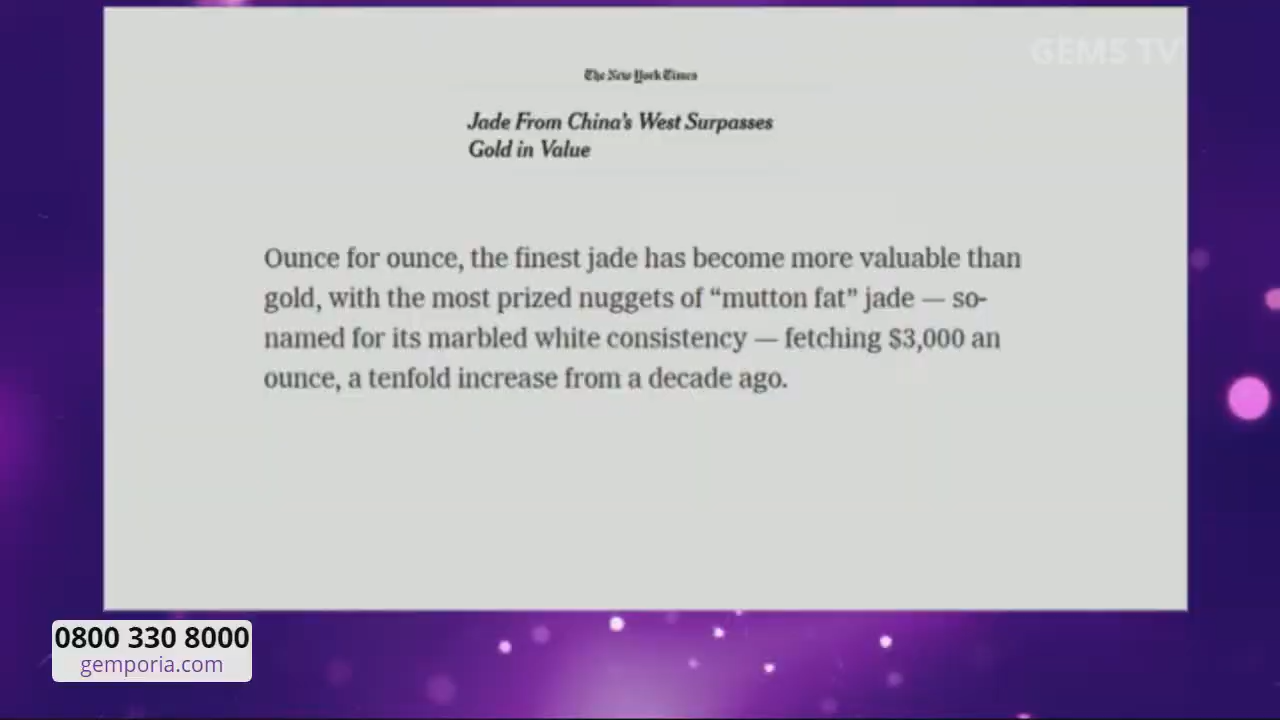 GEMS TV
The New York Times
Jade From China's West Surpasses
Gold in Value
Ounce for ounce, the finest jade has become more valuable than
gold, with the most prized nuggets of “mutton fat” jade — so-
named for its marbled white consistency — fetching $3,000 an
ounce, a tenfold increase from a decade ago.
0800 330 8000
gemporia.com